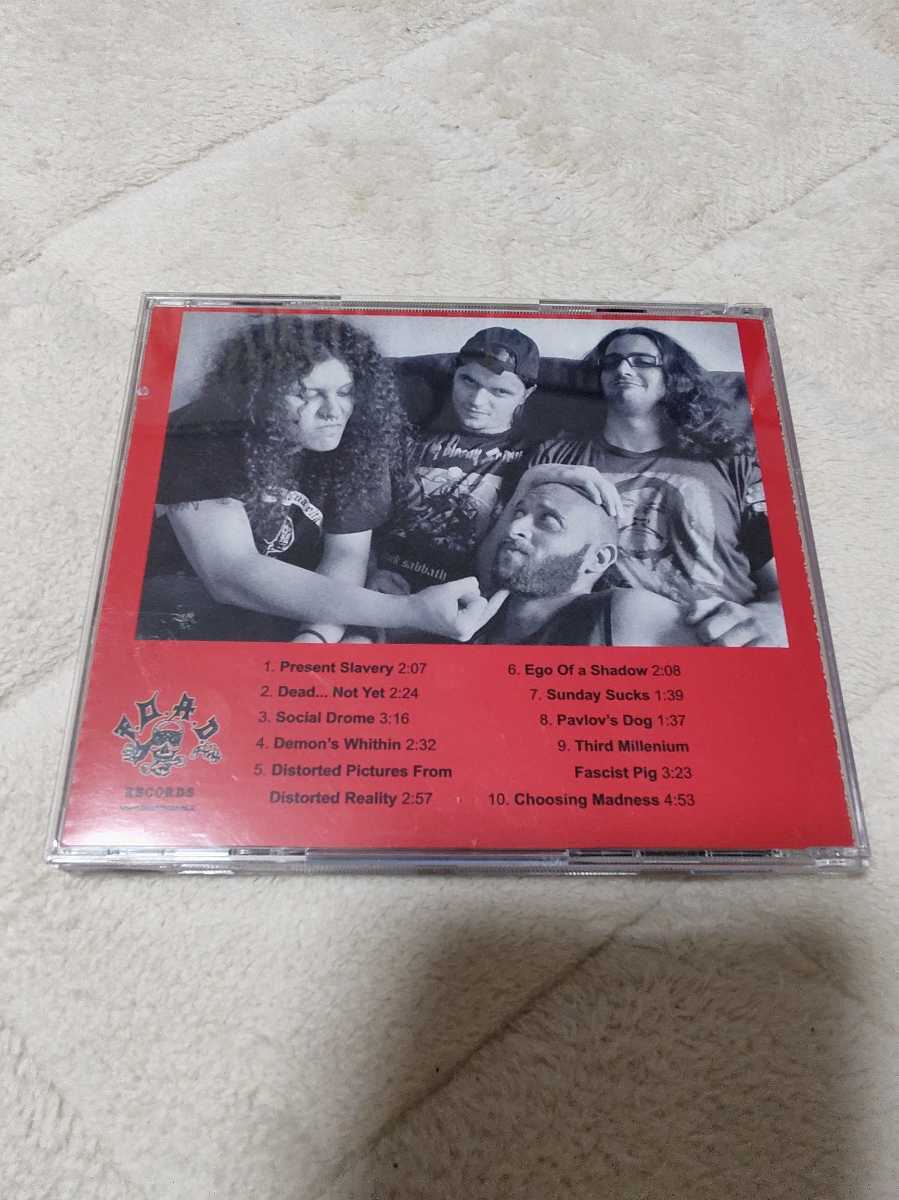 Bloody
sabbath
1. Present Slavery 2:07
2. Dead... Not Yet 2:24
3. Social Drome 3:16
4. Demon's Whithin 2:32
5. Distorted Pictures From
Distorted Reality 2:57
6. Ego Of a Shadow 2:08
7. Sunday Sucks 1:39
8. Pavlov's Dog 1:37
9. Third Millenium
Fascist Pig 3:23
10. Choosing Madness 4:53
F.O.A.D.
RECORDS